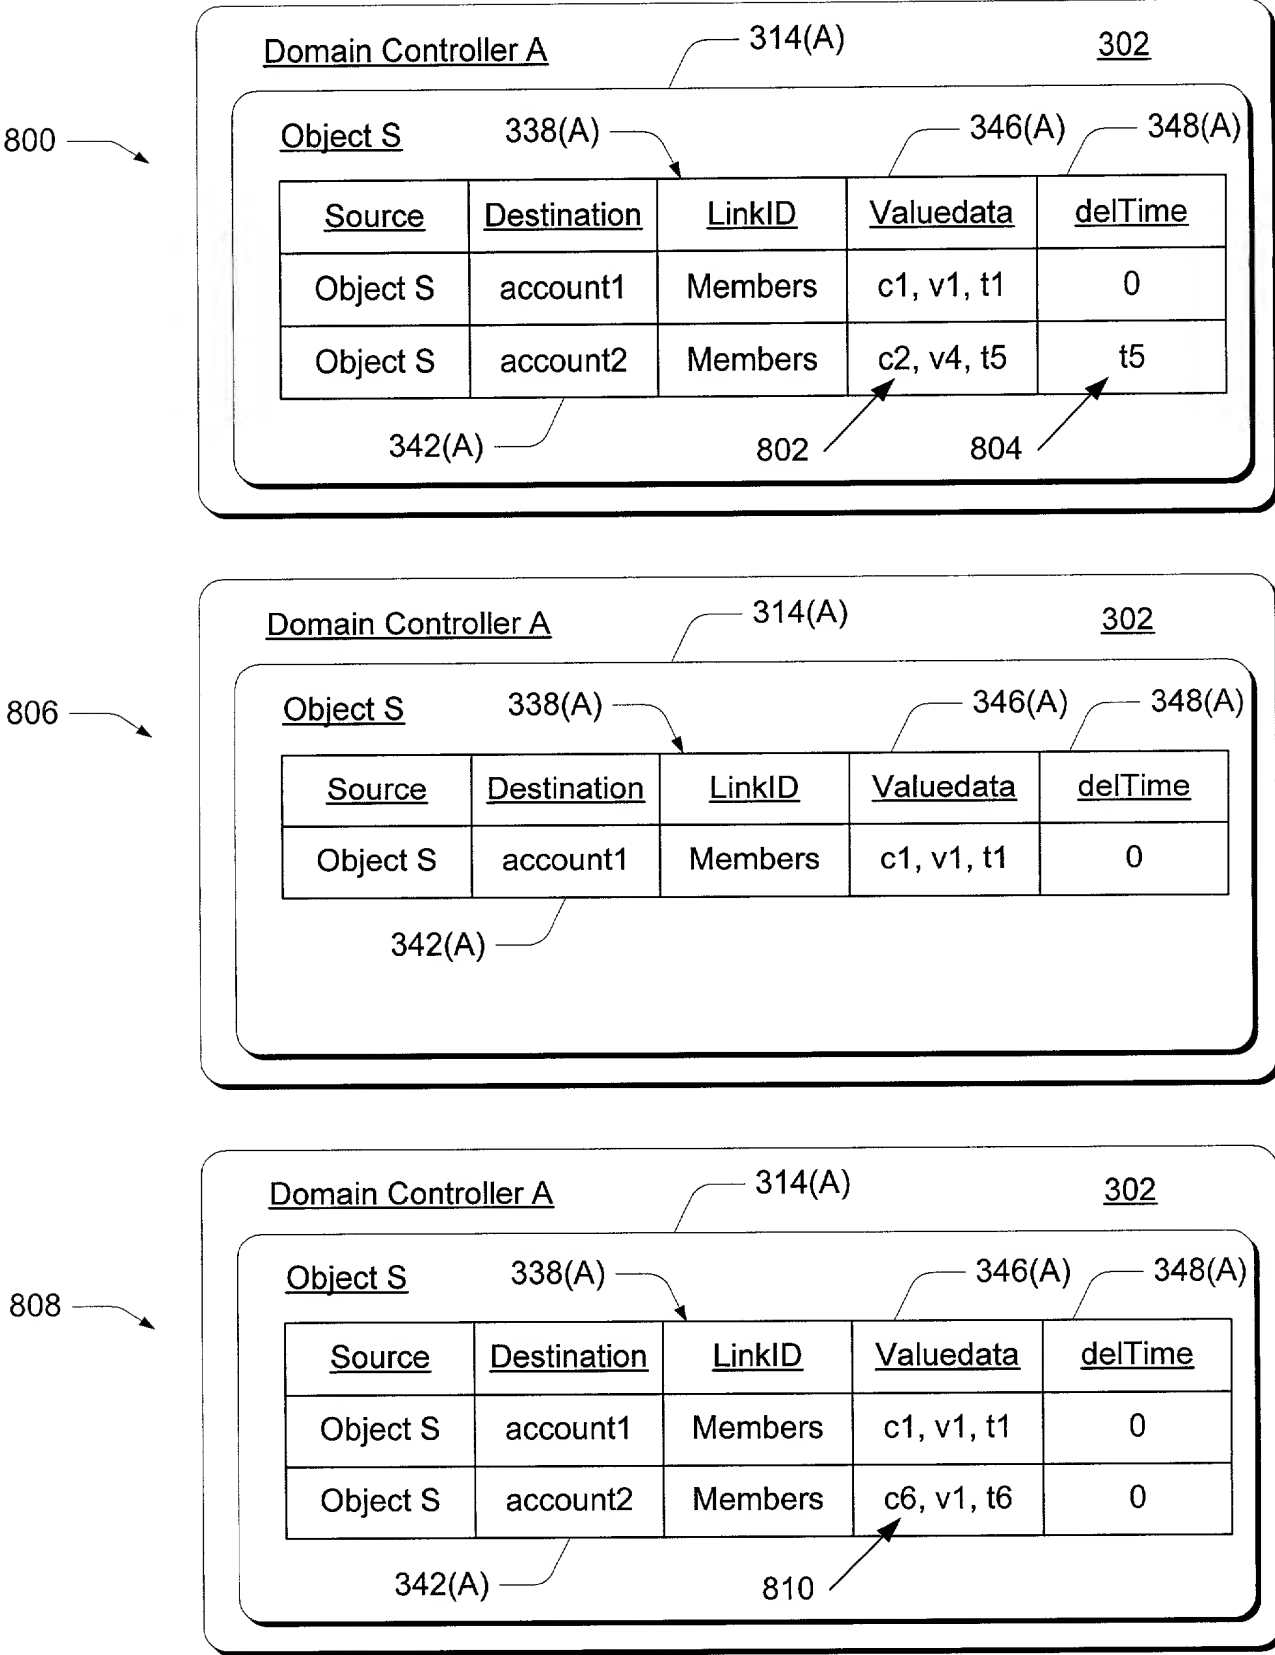 Domain Controller A 314(A) 302
800
Object S 338(A) 346(A) 348(A)
Source Destination LinkID Valuedata delTime
Object S account1 Members c1, v1, t1 0
Object S account2 Members c2, v4, t5 t5
342(A) 802 804
Domain Controller A 314(A) 302
806
Object S 338(A) 346(A) 348(A)
Source Destination LinkID Valuedata delTime
Object S account1 Members c1, v1, t1 0
342(A)
Domain Controller A 314(A) 302
808
Object S 338(A) 346(A) 348(A)
Source Destination LinkID Valuedata delTime
Object S account1 Members c1, v1, t1 0
Object S account2 Members c6, v1, t6 0
342(A) 810